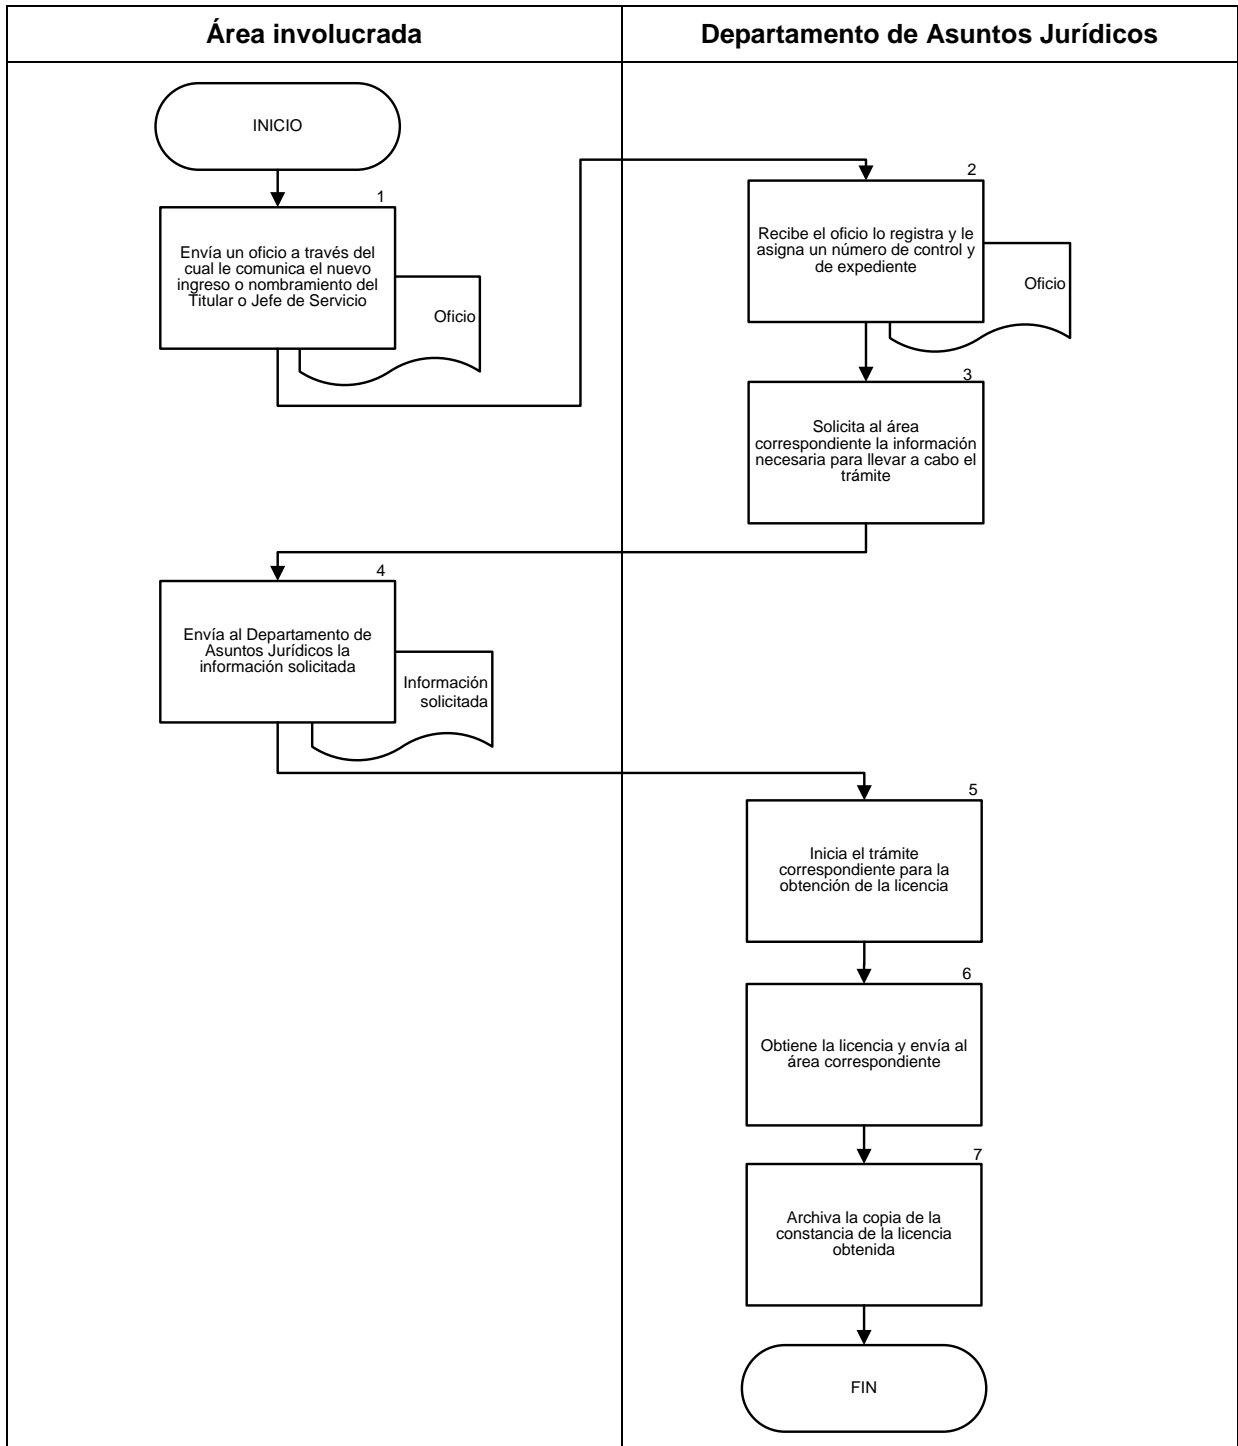 Área involucrada
Departamento de Asuntos Jurídicos
INICIO
1
Envía un oficio a través del
cual le comunica el nuevo
ingreso o nombramiento del
Titular o Jefe de Servicio
Oficio
2
Recibe el oficio lo registra y le
asigna un número de control y
de expediente
Oficio
3
Solicita al área
correspondiente la información
necesaria para llevar a cabo el
trámite
4
Envía al Departamento de
Asuntos Jurídicos la
información solicitada
Información
solicitada
5
Inicia el trámite
correspondiente para la
obtención de la licencia
6
Obtiene la licencia y envía al
área correspondiente
7
Archiva la copia de la
constancia de la licencia
obtenida
FIN